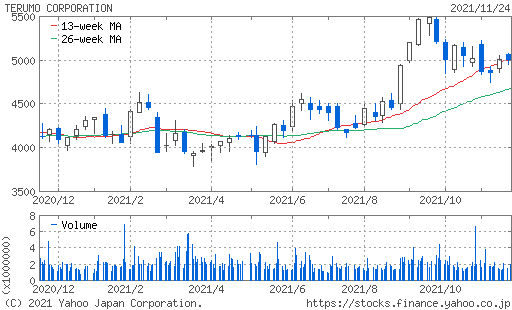 TERUMO CORPORATION 2021/11/24
5500
13-week MA
26-week MA
5000
4500
4000
3500
2020/12 2021/2 2021/4 2021/6 2021/8 2021/10
8
Volume
6
4
2
0
(x1000000)
2020/12 2021/2 2021/4 2021/6 2021/8 2021/10
(C) 2021 Yahoo Japan Corporation. https://stocks.finance.yahoo.co.jp